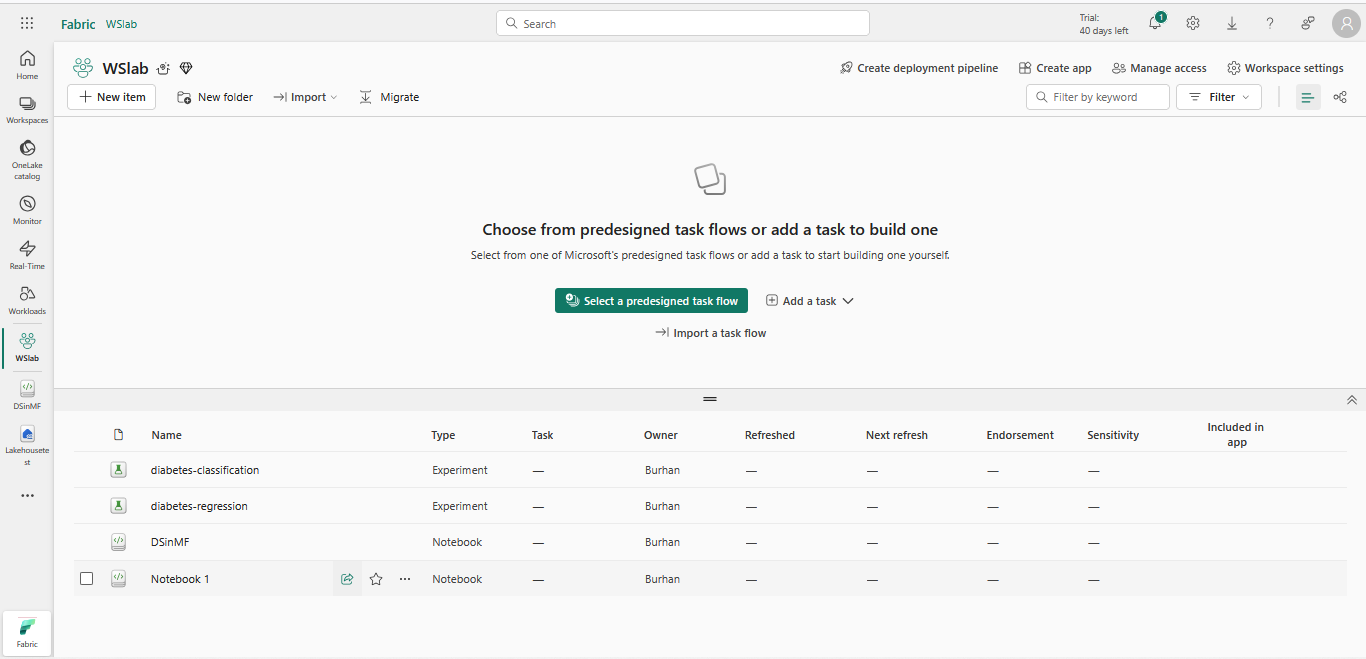 Fabric WSlab
Search
Trial:
40 days left
1
Home
Workspaces
OneLake
catalog
Monitor
Real-Time
Workloads
WSlab
DSinMF
Lakehousete
st
Fabric
WSlab
Create deployment pipeline
Create app
Manage access
Workspace settings
New item
New folder
Import
Migrate
Filter by keyword
Filter
Choose from predesigned task flows or add a task to build one
Select from one of Microsoft's predesigned task flows or add a task to start building one yourself.
Select a predesigned task flow
Add a task
Import a task flow
Name Type Task Owner Refreshed Next refresh Endorsement Sensitivity Included in
app
diabetes-classification Experiment — Burhan — — — —
diabetes-regression Experiment — Burhan — — — —
DSinMF Notebook — Burhan — — — —
Notebook 1 Notebook — Burhan — — — —